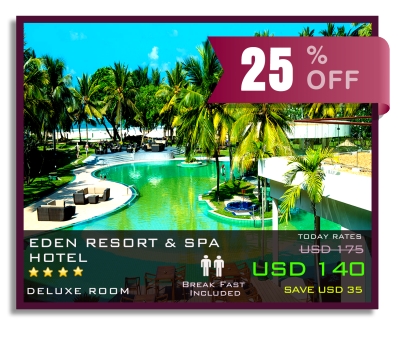 25 % OFF
EDEN RESORT & SPA
HOTEL
DELUXE ROOM
BREAK FAST
INCLUDED
TODAY RATES
USD 175
USD 140
SAVE USD 35